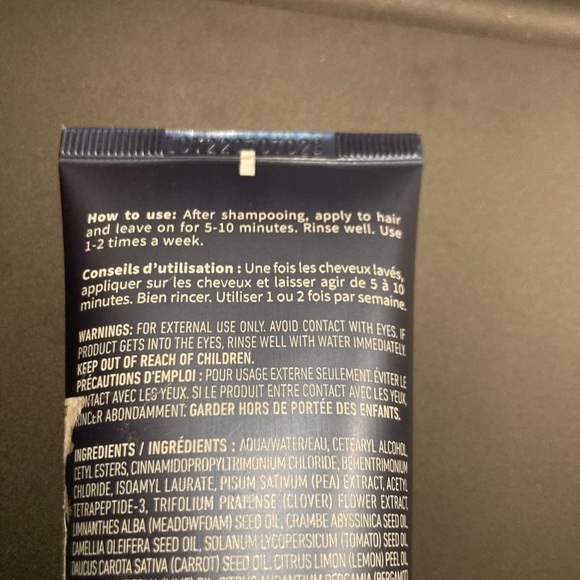 How to use: After shampooing, apply to hair
and leave on for 5-10 minutes. Rinse well. Use
1-2 times a week.
Conseils d'utilisation : Une fois les cheveux lavés,
appliquer sur les cheveux et laisser agir de 5 à 10
minutes. Bien rincer. Utiliser 1 ou 2 fois par semaine.
WARNINGS: FOR EXTERNAL USE ONLY. AVOID CONTACT WITH EYES. IF
PRODUCT GETS INTO THE EYES, RINSE WELL WITH WATER IMMEDIATELY.
KEEP OUT OF REACH OF CHILDREN.
PRÉCAUTIONS D'EMPLOI : POUR USAGE EXTERNE SEULEMENT. ÉVITER LE
CONTACT AVEC LES YEUX. SI LE PRODUIT ENTRE CONTACT AVEC LES YEUX,
RINCER ABONDAMMENT. GARDER HORS DE PORTÉE DES ENFANTS.
INGREDIENTS / INGRÉDIENTS : AQUA/WATER/EAU, CETEARYL ALCOHOL,
CETYL ESTERS, CINNAMIDOPROPYLTRIMONIUM CHLORIDE, BEHENTRIMONIUM
CHLORIDE, ISOAMYL LAURATE, PISUM SATIVUM (PEA) EXTRACT, ACETYL
TETRAPEPTIDE-3, TRIFOLIUM PRATENSE (CLOVER) FLOWER EXTRACT,
LIMNANTHES ALBA (MEADOWFOAM) SEED OIL, CRAMBE ABYSSINICA SEED OIL,
CAMELLIA OLEIFERA SEED OIL, SOLANUM LYCOPERSICUM (TOMATO) SEED OIL,
DAUCUS CAROTA SATIVA (CARROT) SEED OIL, CITRUS LIMON (LEMON) PEEL OIL,
(LIME) OIL, CITRUS AURANTIUM BERGAMIA (BERGAMOT)